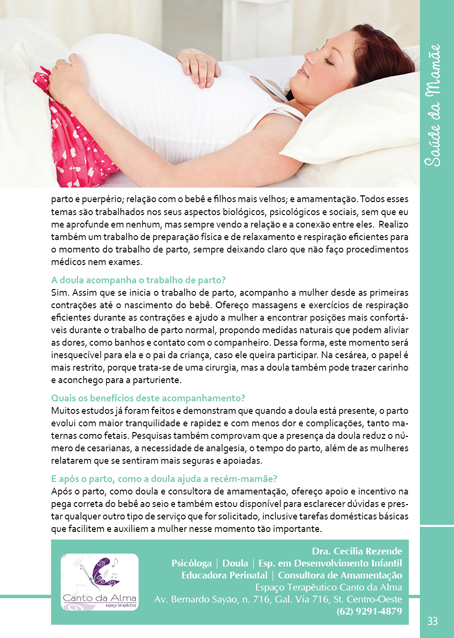 Saúde da Mamãe
parto e puerpério; relação com o bebê e filhos mais velhos; e amamentação. Todos esses
temas são trabalhados nos seus aspectos biológicos, psicológicos e sociais, sem que eu
me aprofunde em nenhum, mas sempre vendo a relação e a conexão entre eles. Realizo
também um trabalho de preparação física e de relaxamento e respiração eficientes para
o momento do trabalho de parto, sempre deixando claro que não faço procedimentos
médicos nem exames.
A doula acompanha o trabalho de parto?
Sim. Assim que se inicia o trabalho de parto, acompanho a mulher desde as primeiras
contrações até o nascimento do bebê. Ofereço massagens e exercícios de respiração
eficientes durante as contrações e ajudo a mulher a encontrar posições mais confortá-
veis durante o trabalho de parto normal, propondo medidas naturais que podem aliviar
as dores, como banhos e contato com o companheiro. Dessa forma, este momento será
inesquecível para ela e o pai da criança, caso ele queira participar. Na cesárea, o papel é
mais restrito, porque trata-se de uma cirurgia, mas a doula também pode trazer carinho
e aconchego para a parturiente.
Quais os benefícios deste acompanhamento?
Muitos estudos já foram feitos e demonstram que quando a doula está presente, o parto
evolui com maior tranquilidade e rapidez e com menos dor e complicações, tanto ma-
ternas como fetais. Pesquisas também comprovam que a presença da doula reduz o nú-
mero de cesarianas, a necessidade de analgesia, o tempo do parto, além de as mulheres
relatarem que se sentiram mais seguras e apoiadas.
E após o parto, como a doula ajuda a recém-mamãe?
Após o parto, como doula e consultora de amamentação, ofereço apoio e incentivo na
pega correta do bebê ao seio e também estou disponível para esclarecer dúvidas e pres-
tar qualquer outro tipo de serviço que for solicitado, inclusive tarefas domésticas básicas
que facilitem e auxiliem a mulher nesse momento tão importante.
Canto da Alma
espaço terapêutico
Dra. Cecília Rezende
Psicóloga | Doula | Esp. em Desenvolvimento Infantil
Educadora Perinatal | Consultora de Amamentação
Espaço Terapêutico Canto da Alma
Av. Bernardo Sayão, n. 716, Gal. Via 716, St. Centro-Oeste
(62) 9291-4879
33